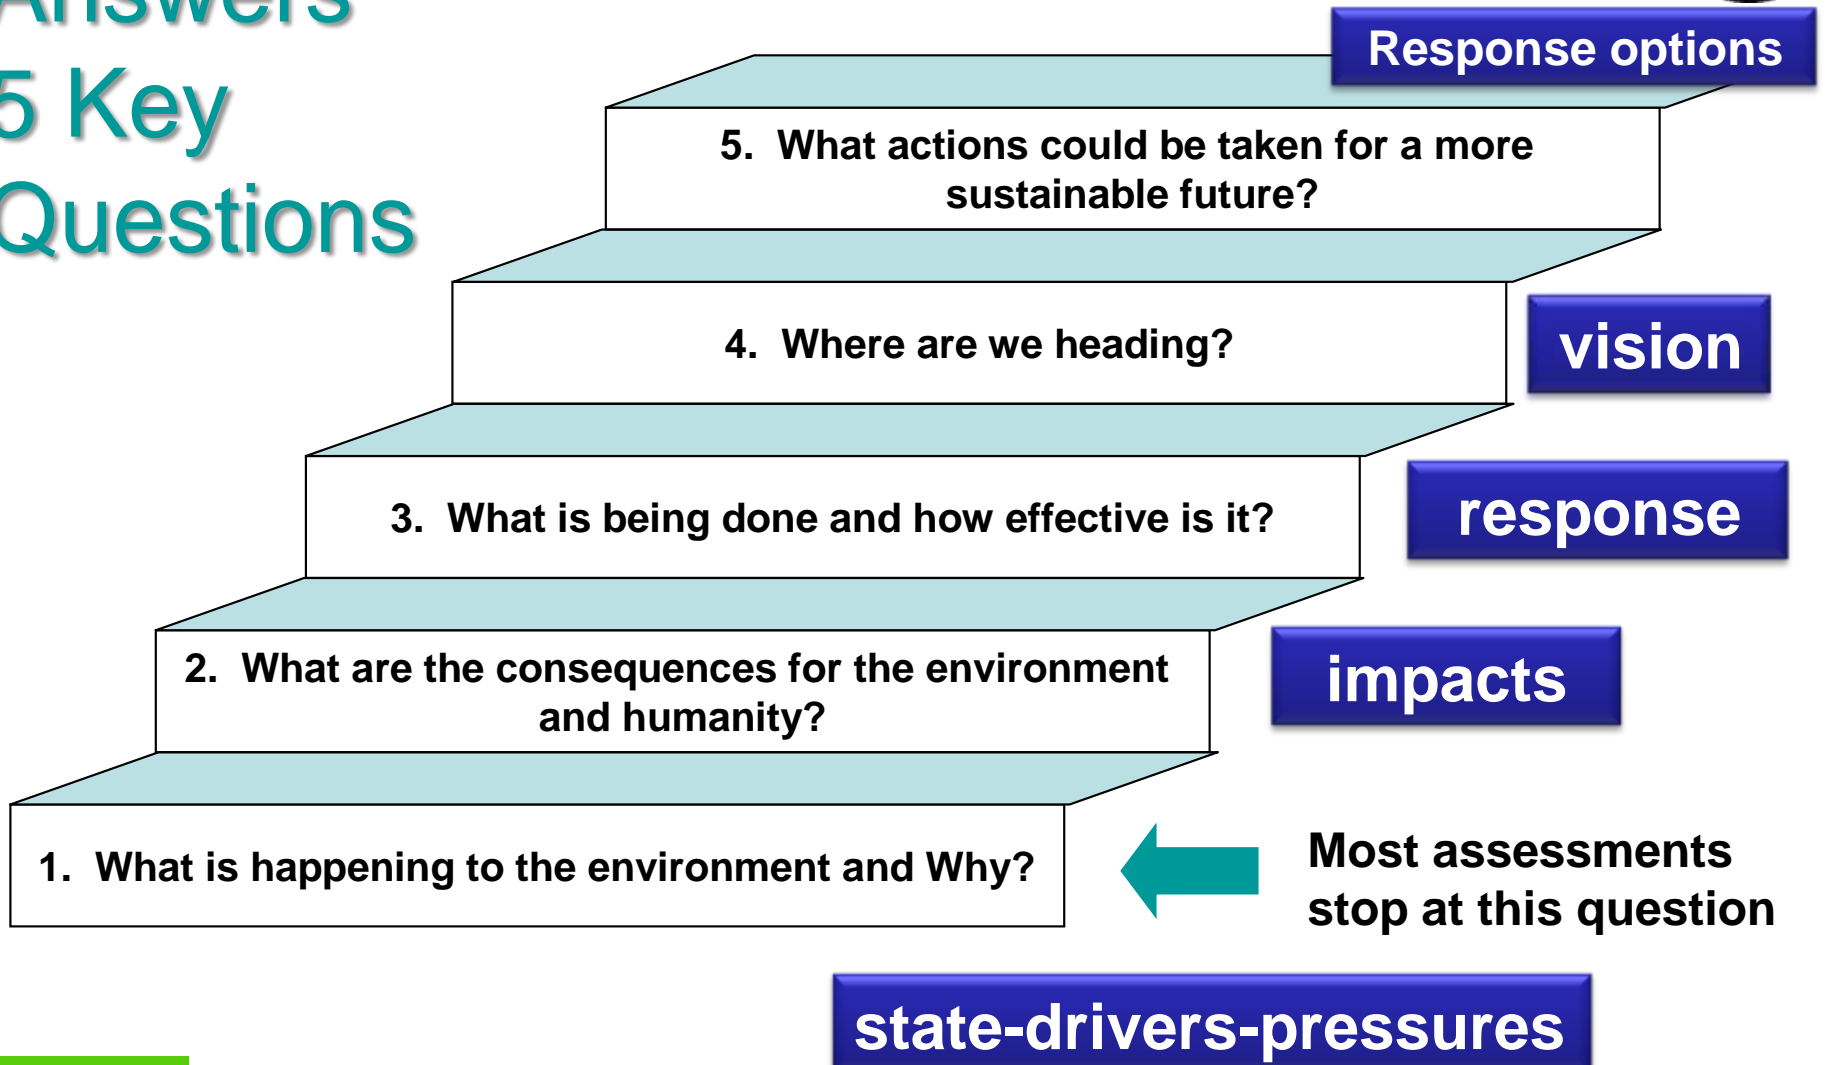 Answers
5 Key
Questions
Response options
5. What actions could be taken for a more
sustainable future?
4. Where are we heading?
vision
3. What is being done and how effective is it?
response
2. What are the consequences for the environment
and humanity?
impacts
1. What is happening to the environment and Why?
Most assessments
stop at this question
state-drivers-pressures